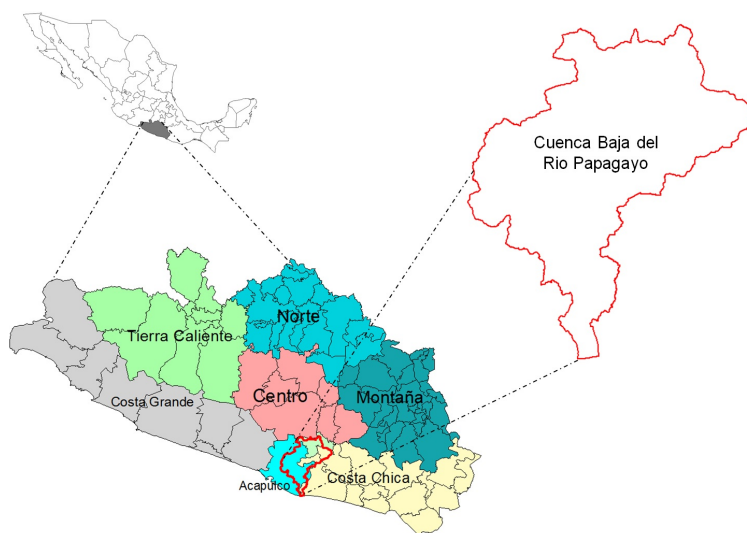 Cuenca Baja del
Rio Papagayo
Norte
Tierra Caliente
Centro
Montaña
Costa Grande
Costa Chica
Acapulco